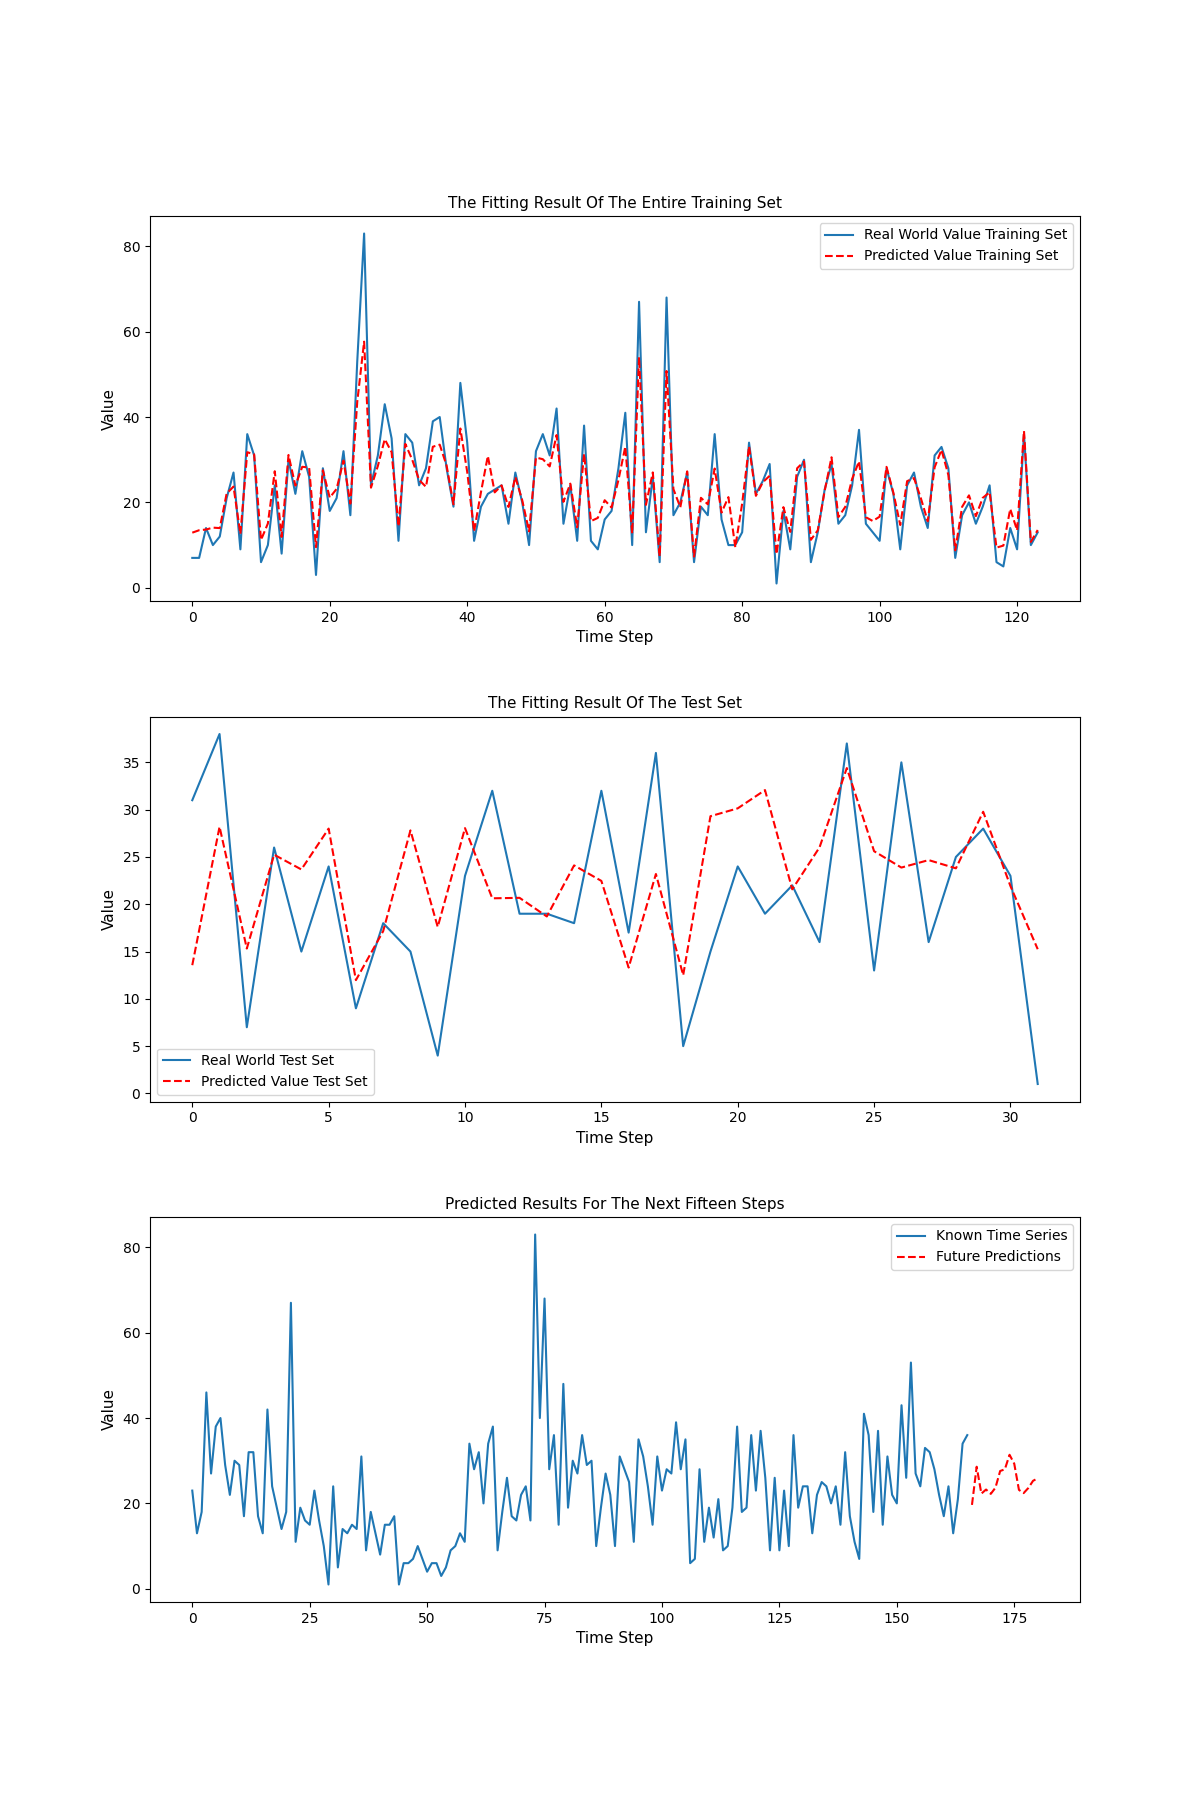 The Fitting Result Of The Entire Training Set
Real World Value Training Set
Predicted Value Training Set
80
60
40
20
0
Value
0 20 40 60 80 100 120
Time Step
The Fitting Result Of The Test Set
35
30
25
20
15
10
5
0
Value
Real World Test Set
Predicted Value Test Set
0 5 10 15 20 25 30
Time Step
Predicted Results For The Next Fifteen Steps
Known Time Series
Future Predictions
80
60
40
20
0
Value
0 25 50 75 100 125 150 175
Time Step